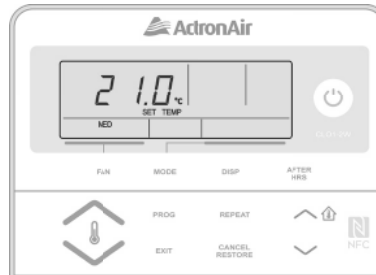 ActronAir
21.0 °C
SET TEMP
MED
FAN MODE DISP AFTER HRS
PROG REPEAT
EXIT CANCEL RESTORE
NFC